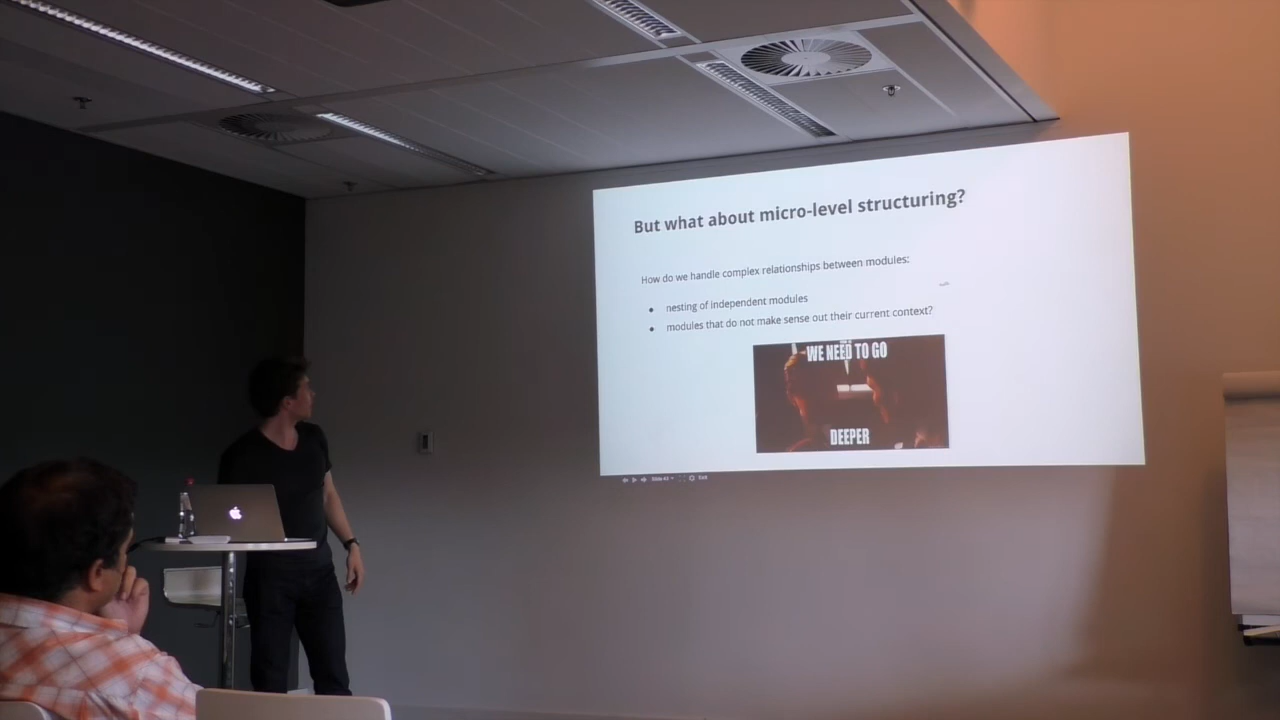 But what about micro-level structuring?
How do we handle complex relationships between modules:
nesting of independent modules
modules that do not make sense out their current context?
WE NEED TO GO
DEEPER
Exit